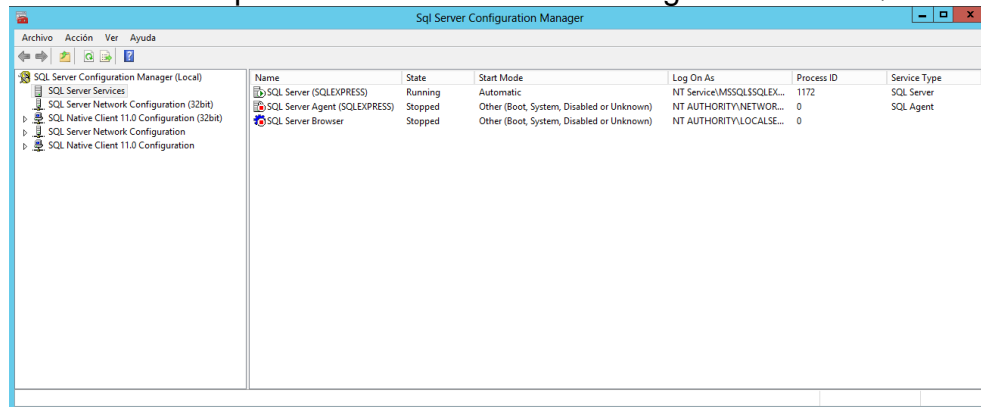 Sql Server Configuration Manager
Archivo Acción Ver Ayuda
SQL Server Configuration Manager (Local)
SQL Server Services
SQL Server Network Configuration (32bit)
SQL Native Client 11.0 Configuration (32bit)
SQL Server Network Configuration
SQL Native Client 11.0 Configuration
Name State Start Mode Log On As Process ID Service Type
SQL Server (SQLEXPRESS) Running Automatic NT Service\MSSQL$SQLEX... 1172 SQL Server
SQL Server Agent (SQLEXPRESS) Stopped Other (Boot, System, Disabled or Unknown) NT AUTHORITY\NETWOR... 0 SQL Agent
SQL Server Browser Stopped Other (Boot, System, Disabled or Unknown) NT AUTHORITY\LOCALSE... 0